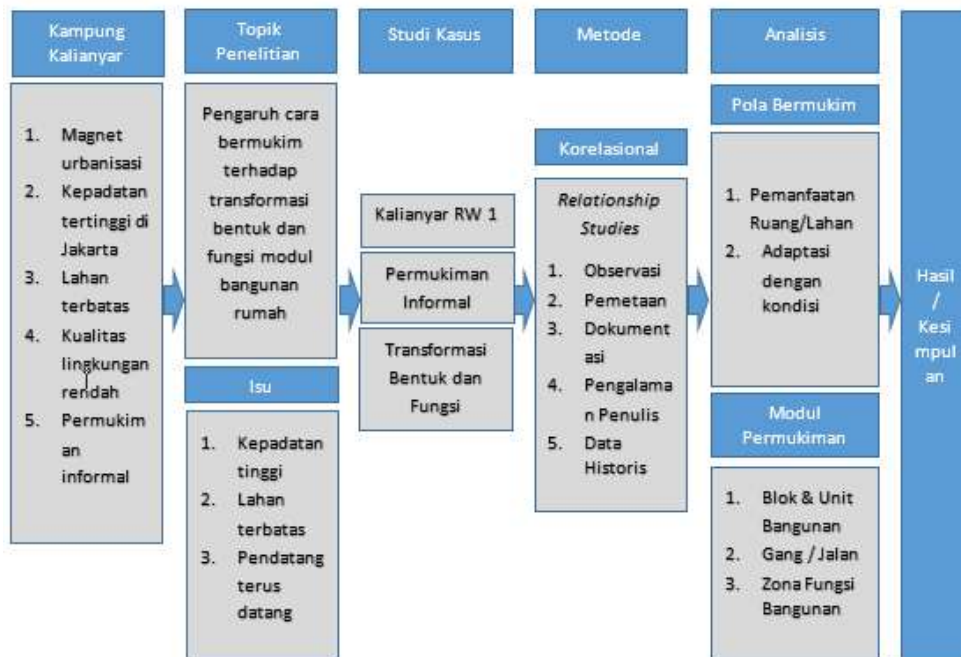 Kampung
Kalianyar
1. Magnet
urbanisasi
2. Kepadatan
tertinggi di
Jakarta
3. Lahan
terbatas
4. Kualitas
lingkungan
rendah
5. Permukim
an
informal
Topik
Penelitian
Pengaruh cara
bermukim
terhadap
transformasi
bentuk dan
fungsi modul
bangunan
rumah
Isu
1. Kepadatan
tinggi
2. Lahan
terbatas
3. Pendatang
terus
datang
Studi Kasus
Kalianyar RW 1
Permukiman
Informal
Transformasi
Bentuk dan
Fungsi
Metode
Korelasional
Relationship
Studies
1. Observasi
2. Pemetaan
3. Dokument
asi
4. Pengalama
n Penulis
5. Data
Historis
Analisis
Pola Bermukim
1. Pemanfaatan
Ruang/Lahan
2. Adaptasi
dengan
kondisi
Modul
Permukiman
1. Blok & Unit
Bangunan
2. Gang / Jalan
3. Zona Fungsi
Bangunan
Hasil
/
Kesi
mpul
an